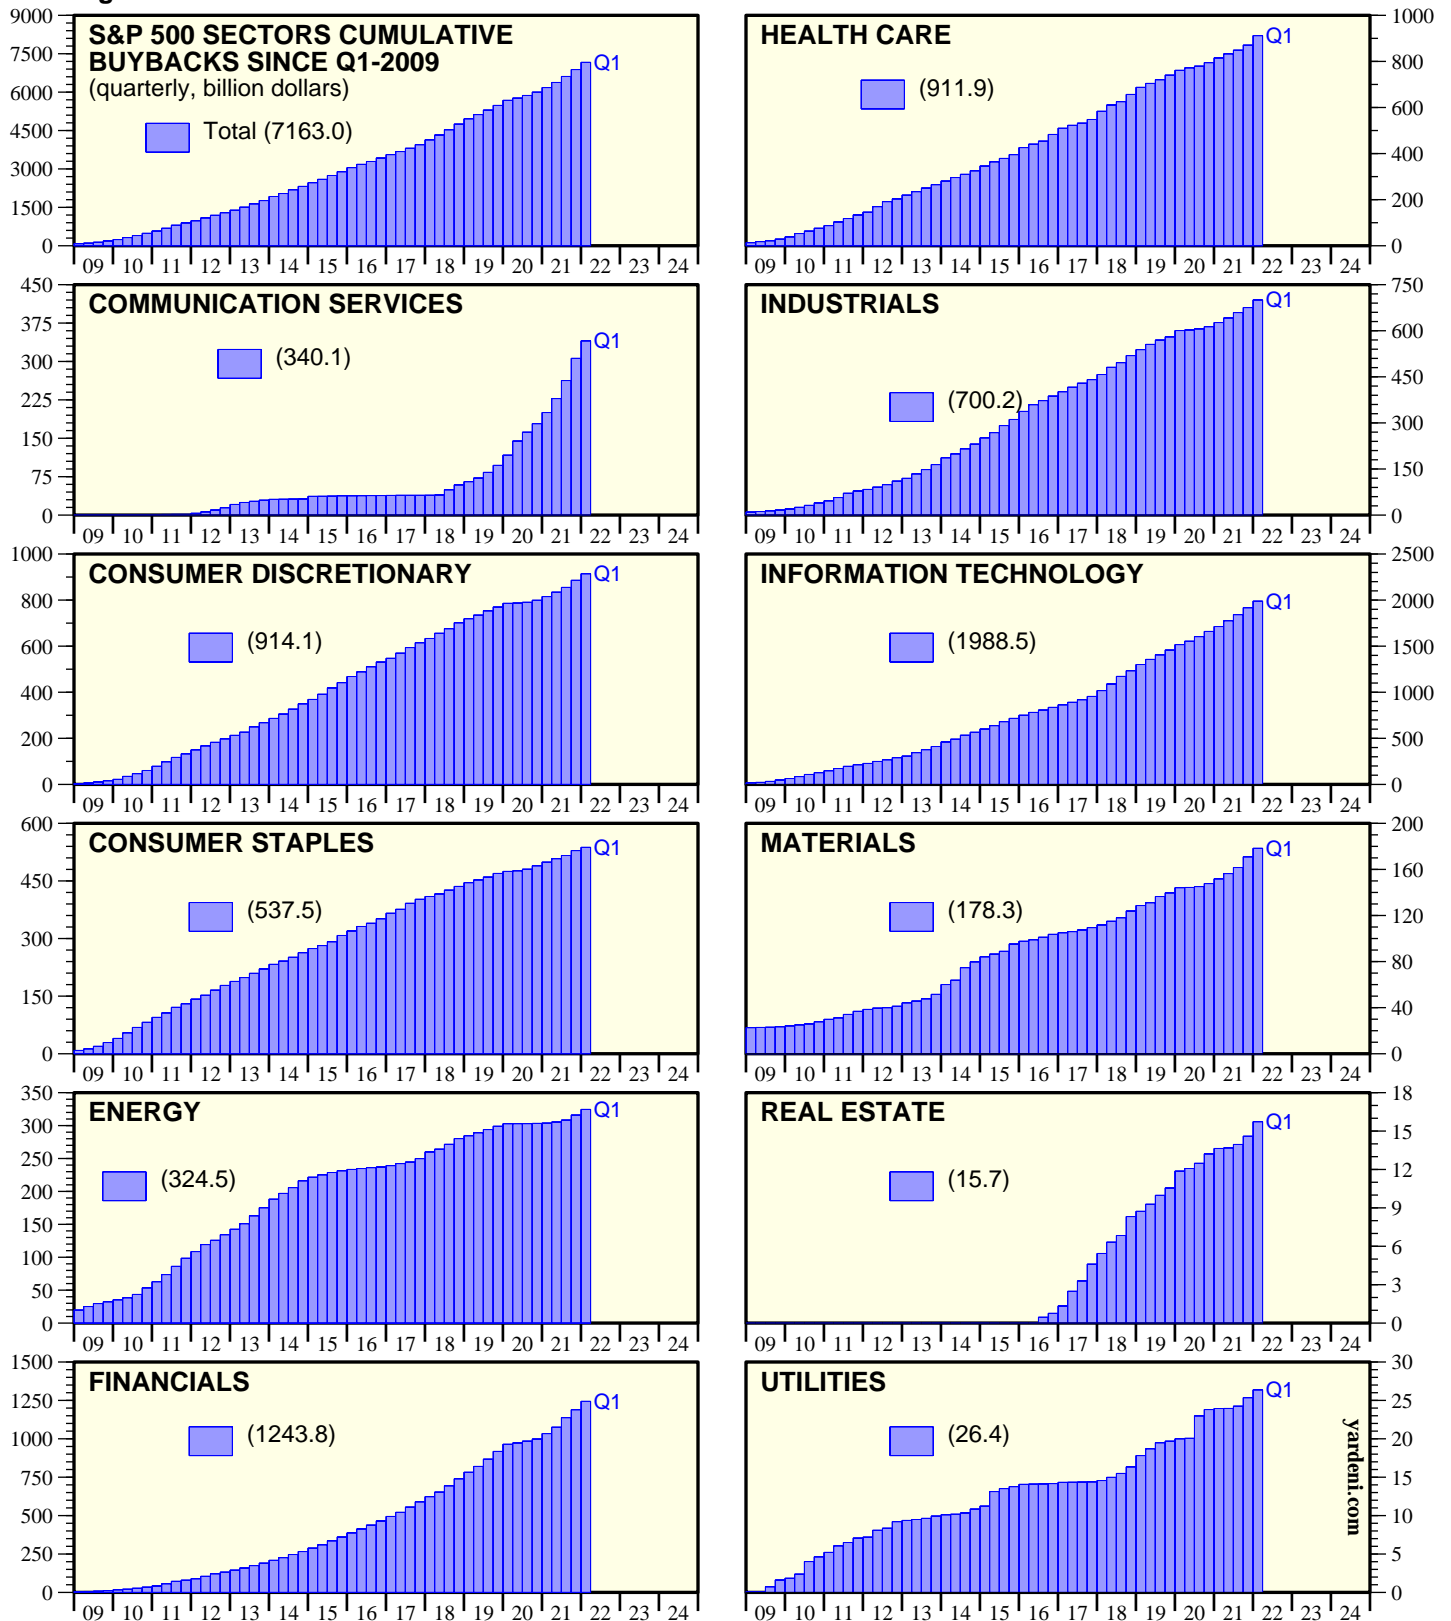 9000
7500
6000
4500
3000
1500
0
S&P 500 SECTORS CUMULATIVE
BUYBACKS SINCE Q1-2009
(quarterly, billion dollars)
Total (7163.0)
Q1
09 10 11 12 13 14 15 16 17 18 19 20 21 22 23 24
HEALTH CARE
(911.9)
Q1
1000
800
600
400
200
0
09 10 11 12 13 14 15 16 17 18 19 20 21 22 23 24
450
375
300
225
150
75
0
COMMUNICATION SERVICES
(340.1)
Q1
09 10 11 12 13 14 15 16 17 18 19 20 21 22 23 24
INDUSTRIALS
(700.2)
Q1
750
600
450
300
150
0
09 10 11 12 13 14 15 16 17 18 19 20 21 22 23 24
1000
800
600
400
200
0
CONSUMER DISCRETIONARY
(914.1)
Q1
09 10 11 12 13 14 15 16 17 18 19 20 21 22 23 24
INFORMATION TECHNOLOGY
(1988.5)
Q1
2500
2000
1500
1000
500
0
09 10 11 12 13 14 15 16 17 18 19 20 21 22 23 24
600
450
300
150
0
CONSUMER STAPLES
(537.5)
Q1
09 10 11 12 13 14 15 16 17 18 19 20 21 22 23 24
MATERIALS
(178.3)
Q1
200
160
120
80
40
0
09 10 11 12 13 14 15 16 17 18 19 20 21 22 23 24
350
300
250
200
150
100
50
0
ENERGY
(324.5)
Q1
09 10 11 12 13 14 15 16 17 18 19 20 21 22 23 24
REAL ESTATE
(15.7)
Q1
18
15
12
9
6
3
0
09 10 11 12 13 14 15 16 17 18 19 20 21 22 23 24
1500
1250
1000
750
500
250
0
FINANCIALS
(1243.8)
Q1
09 10 11 12 13 14 15 16 17 18 19 20 21 22 23 24
UTILITIES
(26.4)
Q1
30
25
20
15
10
5
0
09 10 11 12 13 14 15 16 17 18 19 20 21 22 23 24
yardeni.com